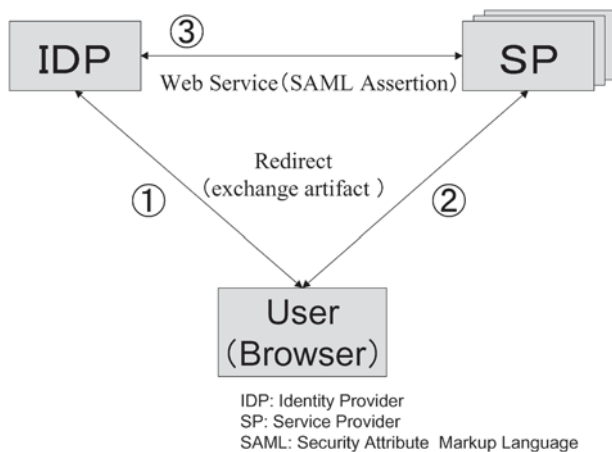 ③
IDP
SP
Web Service(SAML Assertion)
Redirect
(exchange artifact )
①
②
User
(Browser)
IDP: Identity Provider
SP: Service Provider
SAML: Security Attribute Markup Language